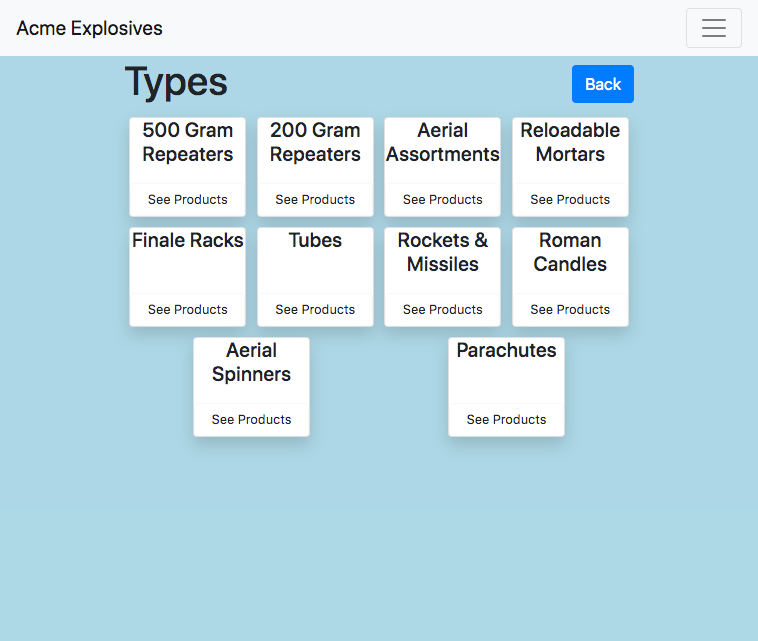 Acme Explosives
Types
Back
500 Gram
Repeaters
See Products
200 Gram
Repeaters
See Products
Aerial
Assortments
See Products
Reloadable
Mortars
See Products
Finale Racks
See Products
Tubes
See Products
Rockets &
Missiles
See Products
Roman
Candles
See Products
Aerial
Spinners
See Products
Parachutes
See Products